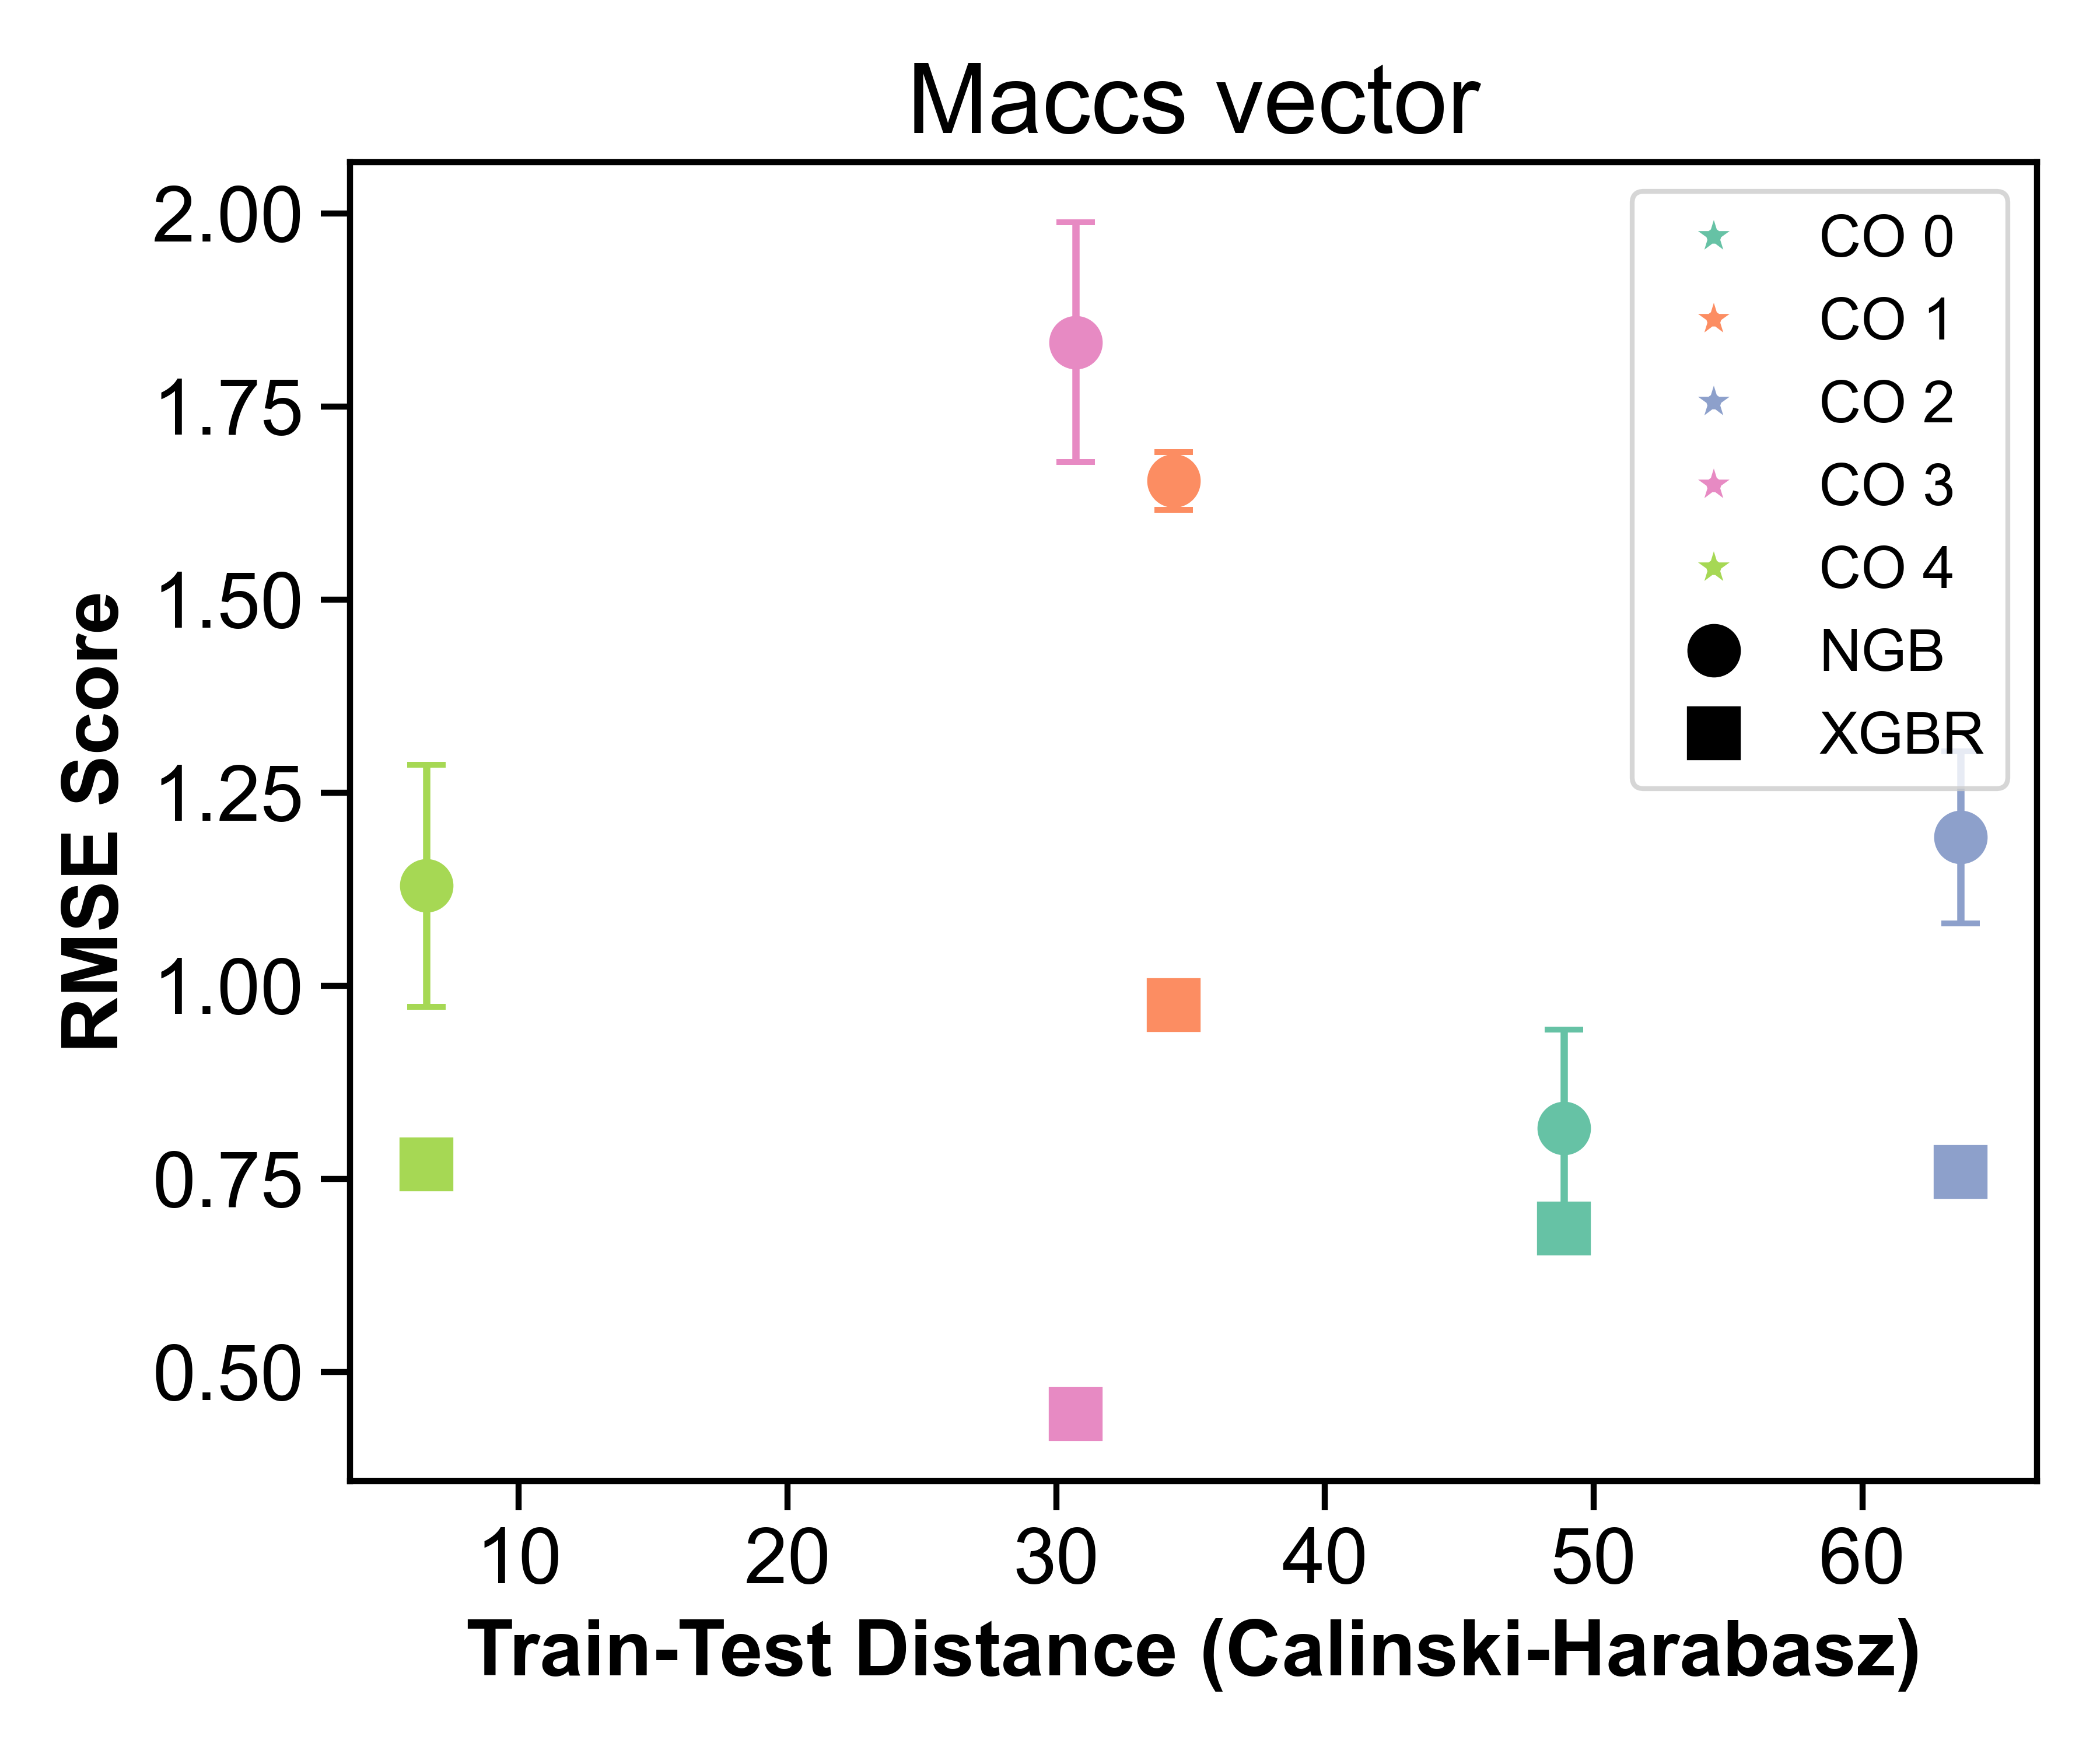 Maccs vector
RMSE Score
2.00
1.75
1.50
1.25
1.00
0.75
0.50
CO 0
CO 1
CO 2
CO 3
CO 4
NGB
XGBR
10 20 30 40 50 60
Train-Test Distance (Calinski-Harabasz)